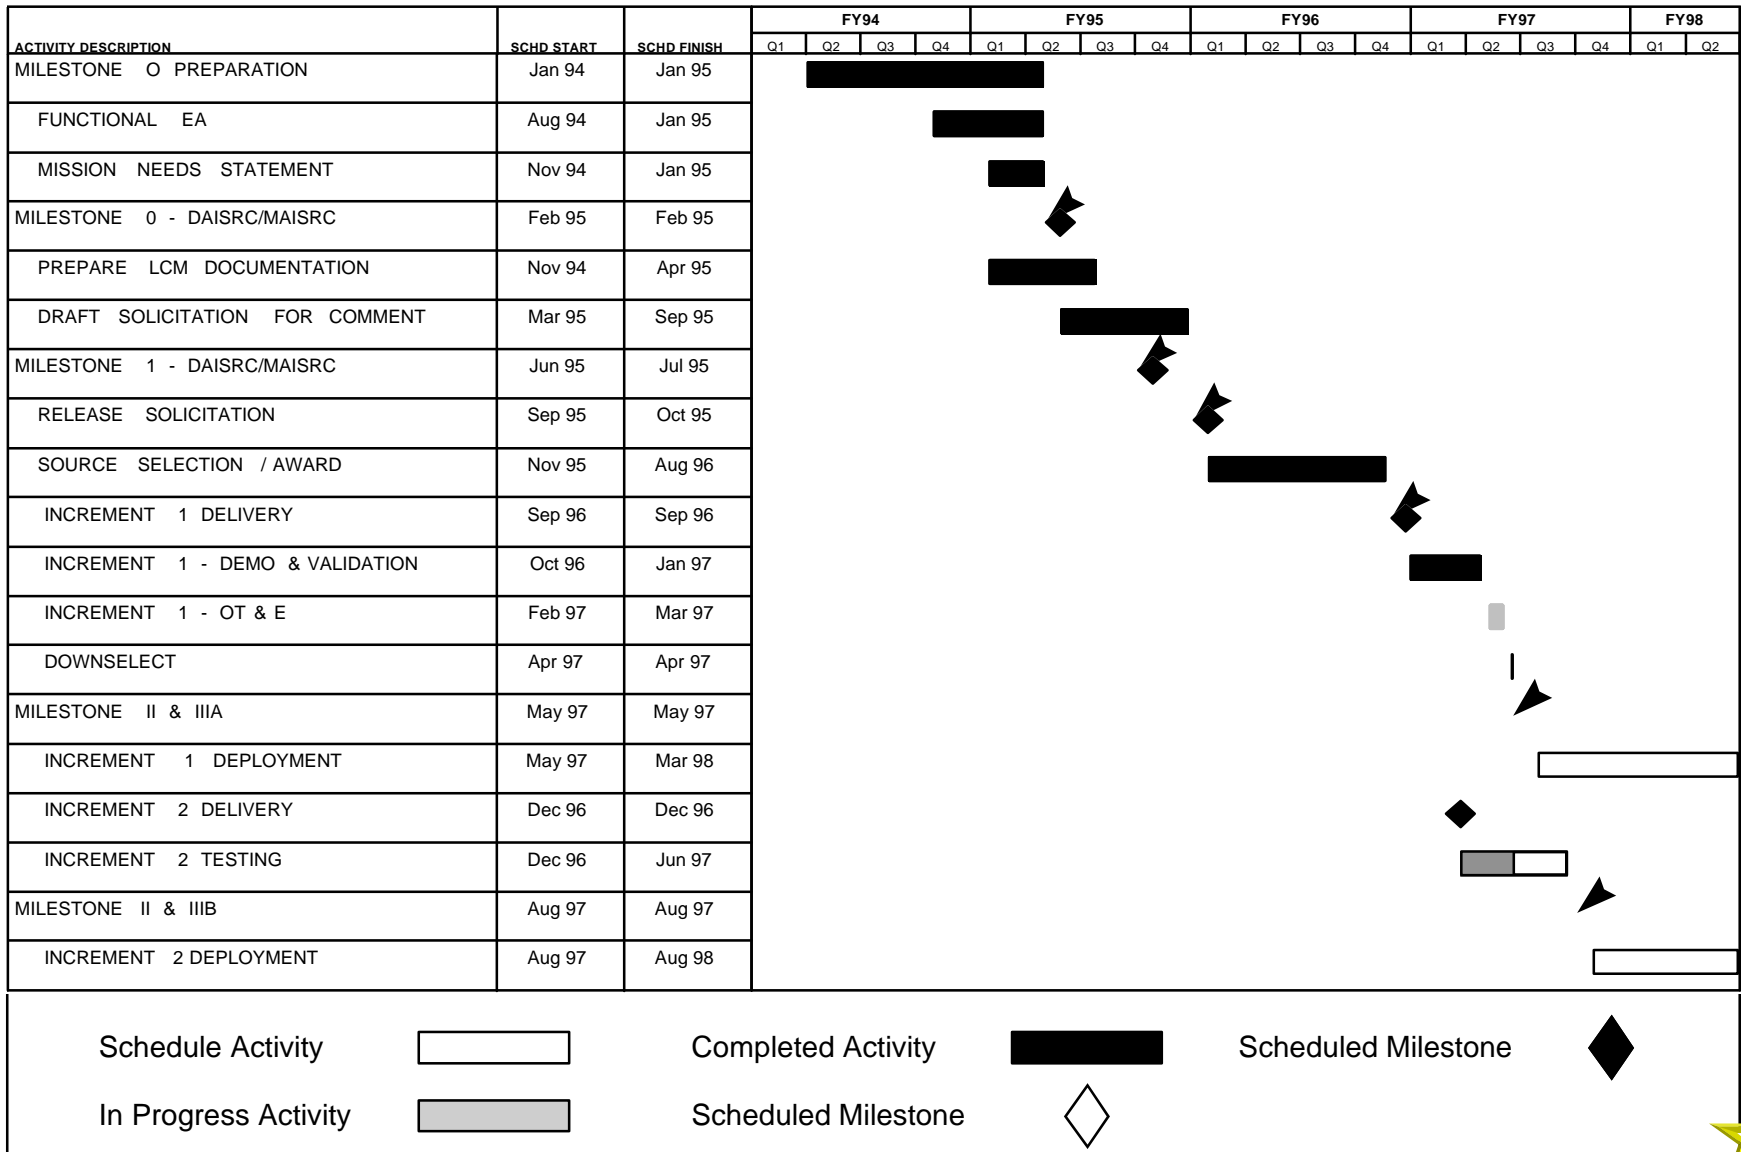 FY94 FY95 FY96 FY97 FY98
ACTIVITY DESCRIPTION SCHD START SCHD FINISH Q1 Q2 Q3 Q4 Q1 Q2 Q3 Q4 Q1 Q2 Q3 Q4 Q1 Q2 Q3 Q4 Q1 Q2
MILESTONE O PREPARATION Jan 94 Jan 95
FUNCTIONAL EA Aug 94 Jan 95
MISSION NEEDS STATEMENT Nov 94 Jan 95
MILESTONE 0 - DAISRC/MAISRC Feb 95 Feb 95
PREPARE LCM DOCUMENTATION Nov 94 Apr 95
DRAFT SOLICITATION FOR COMMENT Mar 95 Sep 95
MILESTONE 1 - DAISRC/MAISRC Jun 95 Jul 95
RELEASE SOLICITATION Sep 95 Oct 95
SOURCE SELECTION / AWARD Nov 95 Aug 96
INCREMENT 1 DELIVERY Sep 96 Sep 96
INCREMENT 1 - DEMO & VALIDATION Oct 96 Jan 97
INCREMENT 1 - OT & E Feb 97 Mar 97
DOWNSELECT Apr 97 Apr 97
MILESTONE II & IIIA May 97 May 97
INCREMENT 1 DEPLOYMENT May 97 Mar 98
INCREMENT 2 DELIVERY Dec 96 Dec 96
INCREMENT 2 TESTING Dec 96 Jun 97
MILESTONE II & IIIB Aug 97 Aug 97
INCREMENT 2 DEPLOYMENT Aug 97 Aug 98
Schedule Activity Completed Activity Scheduled Milestone
In Progress Activity Scheduled Milestone